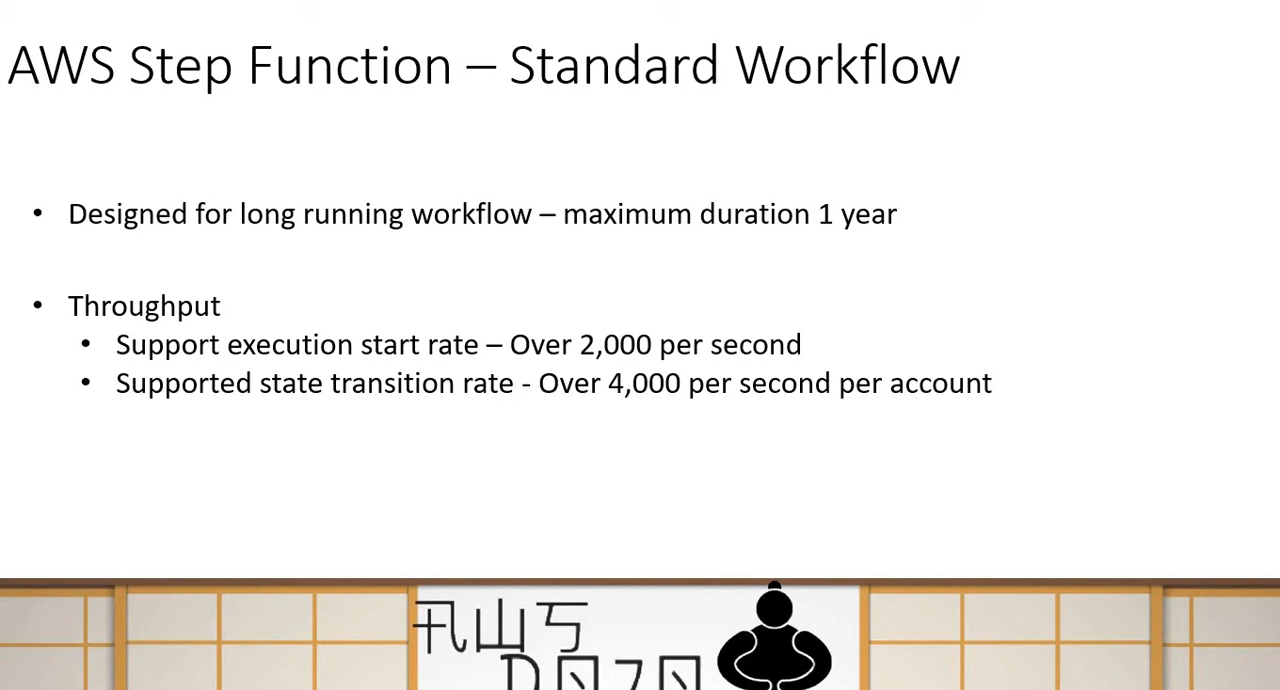 AWS Step Function – Standard Workflow
• Designed for long running workflow – maximum duration 1 year
• Throughput
• Support execution start rate – Over 2,000 per second
• Supported state transition rate - Over 4,000 per second per account